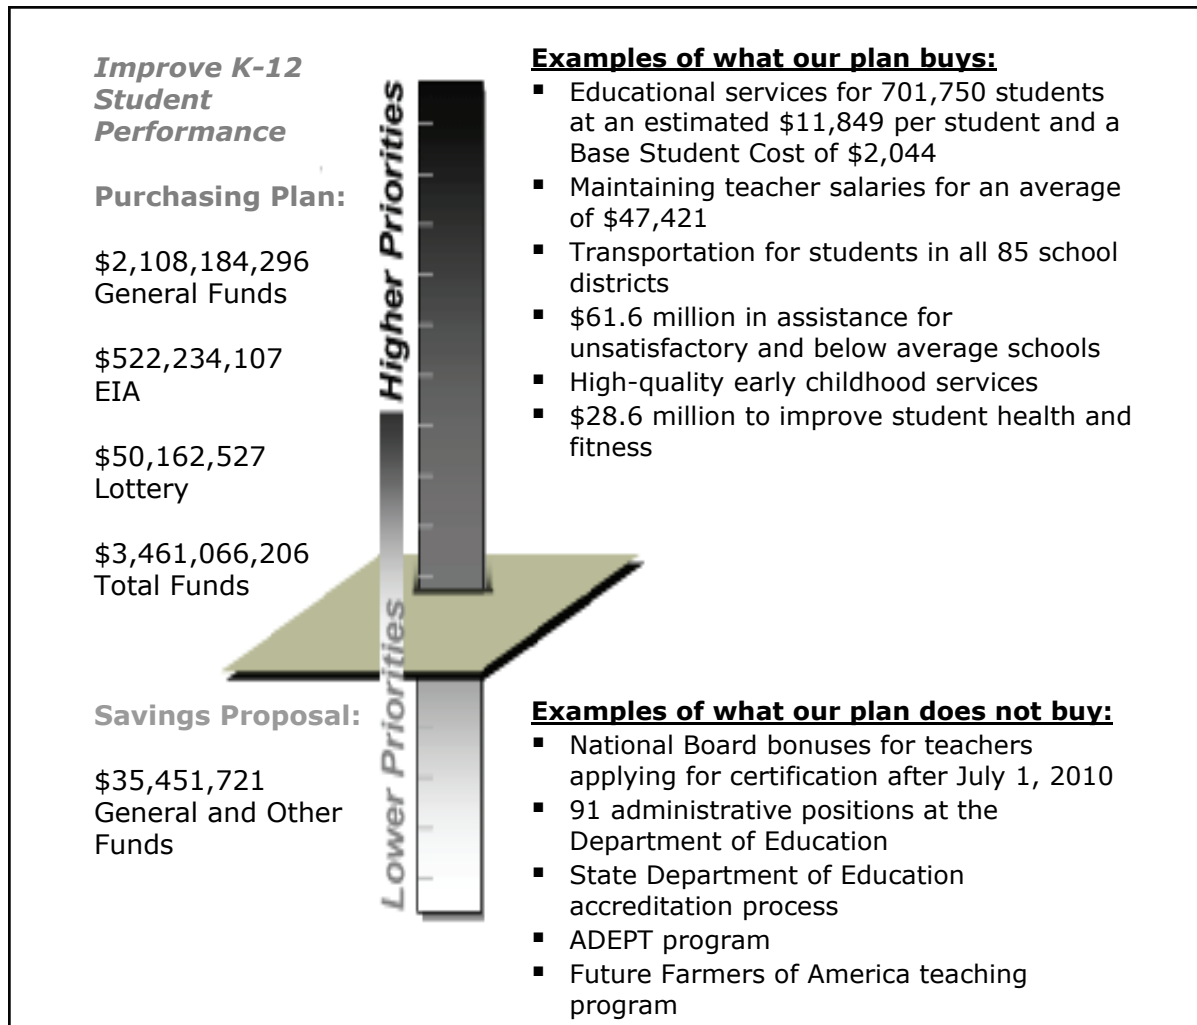 Improve K-12
Student
Performance
Purchasing Plan:
$2,108,184,296
General Funds
$522,234,107
EIA
$50,162,527
Lottery
$3,461,066,206
Total Funds
Savings Proposal:
$35,451,721
General and Other
Funds
Higher Priorities
Lower Priorities
Examples of what our plan buys:
▪ Educational services for 701,750 students
at an estimated $11,849 per student and a
Base Student Cost of $2,044
▪ Maintaining teacher salaries for an average
of $47,421
▪ Transportation for students in all 85 school
districts
▪ $61.6 million in assistance for
unsatisfactory and below average schools
▪ High-quality early childhood services
▪ $28.6 million to improve student health and
fitness
Examples of what our plan does not buy:
▪ National Board bonuses for teachers
applying for certification after July 1, 2010
▪ 91 administrative positions at the
Department of Education
▪ State Department of Education
accreditation process
▪ ADEPT program
▪ Future Farmers of America teaching
program